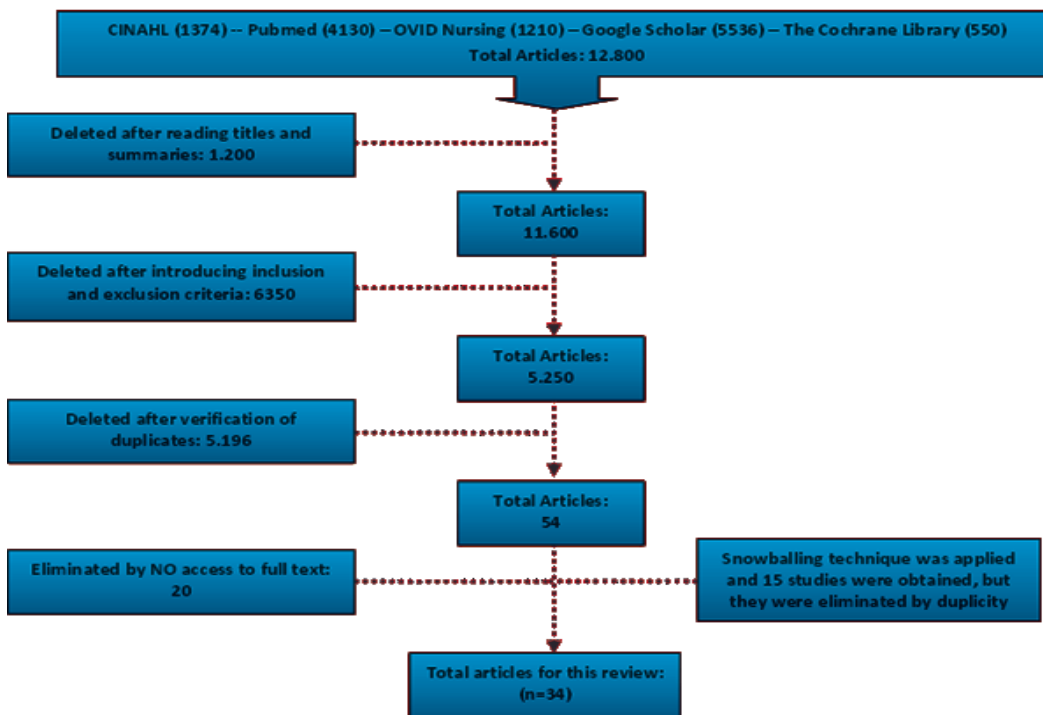 CINAHL (1374) -- Pubmed (4130) – OVID Nursing (1210) – Google Scholar (5536) – The Cochrane Library (550)
Total Articles: 12.800
Deleted after reading titles and
summaries: 1.200
Total Articles:
11.600
Deleted after introducing inclusion
and exclusion criteria: 6350
Total Articles:
5.250
Deleted after verification of
duplicates: 5.196
Total Articles:
54
Eliminated by NO access to full text:
20
Snowballing technique was applied
and 15 studies were obtained, but
they were eliminated by duplicity
Total articles for this review:
(n=34)